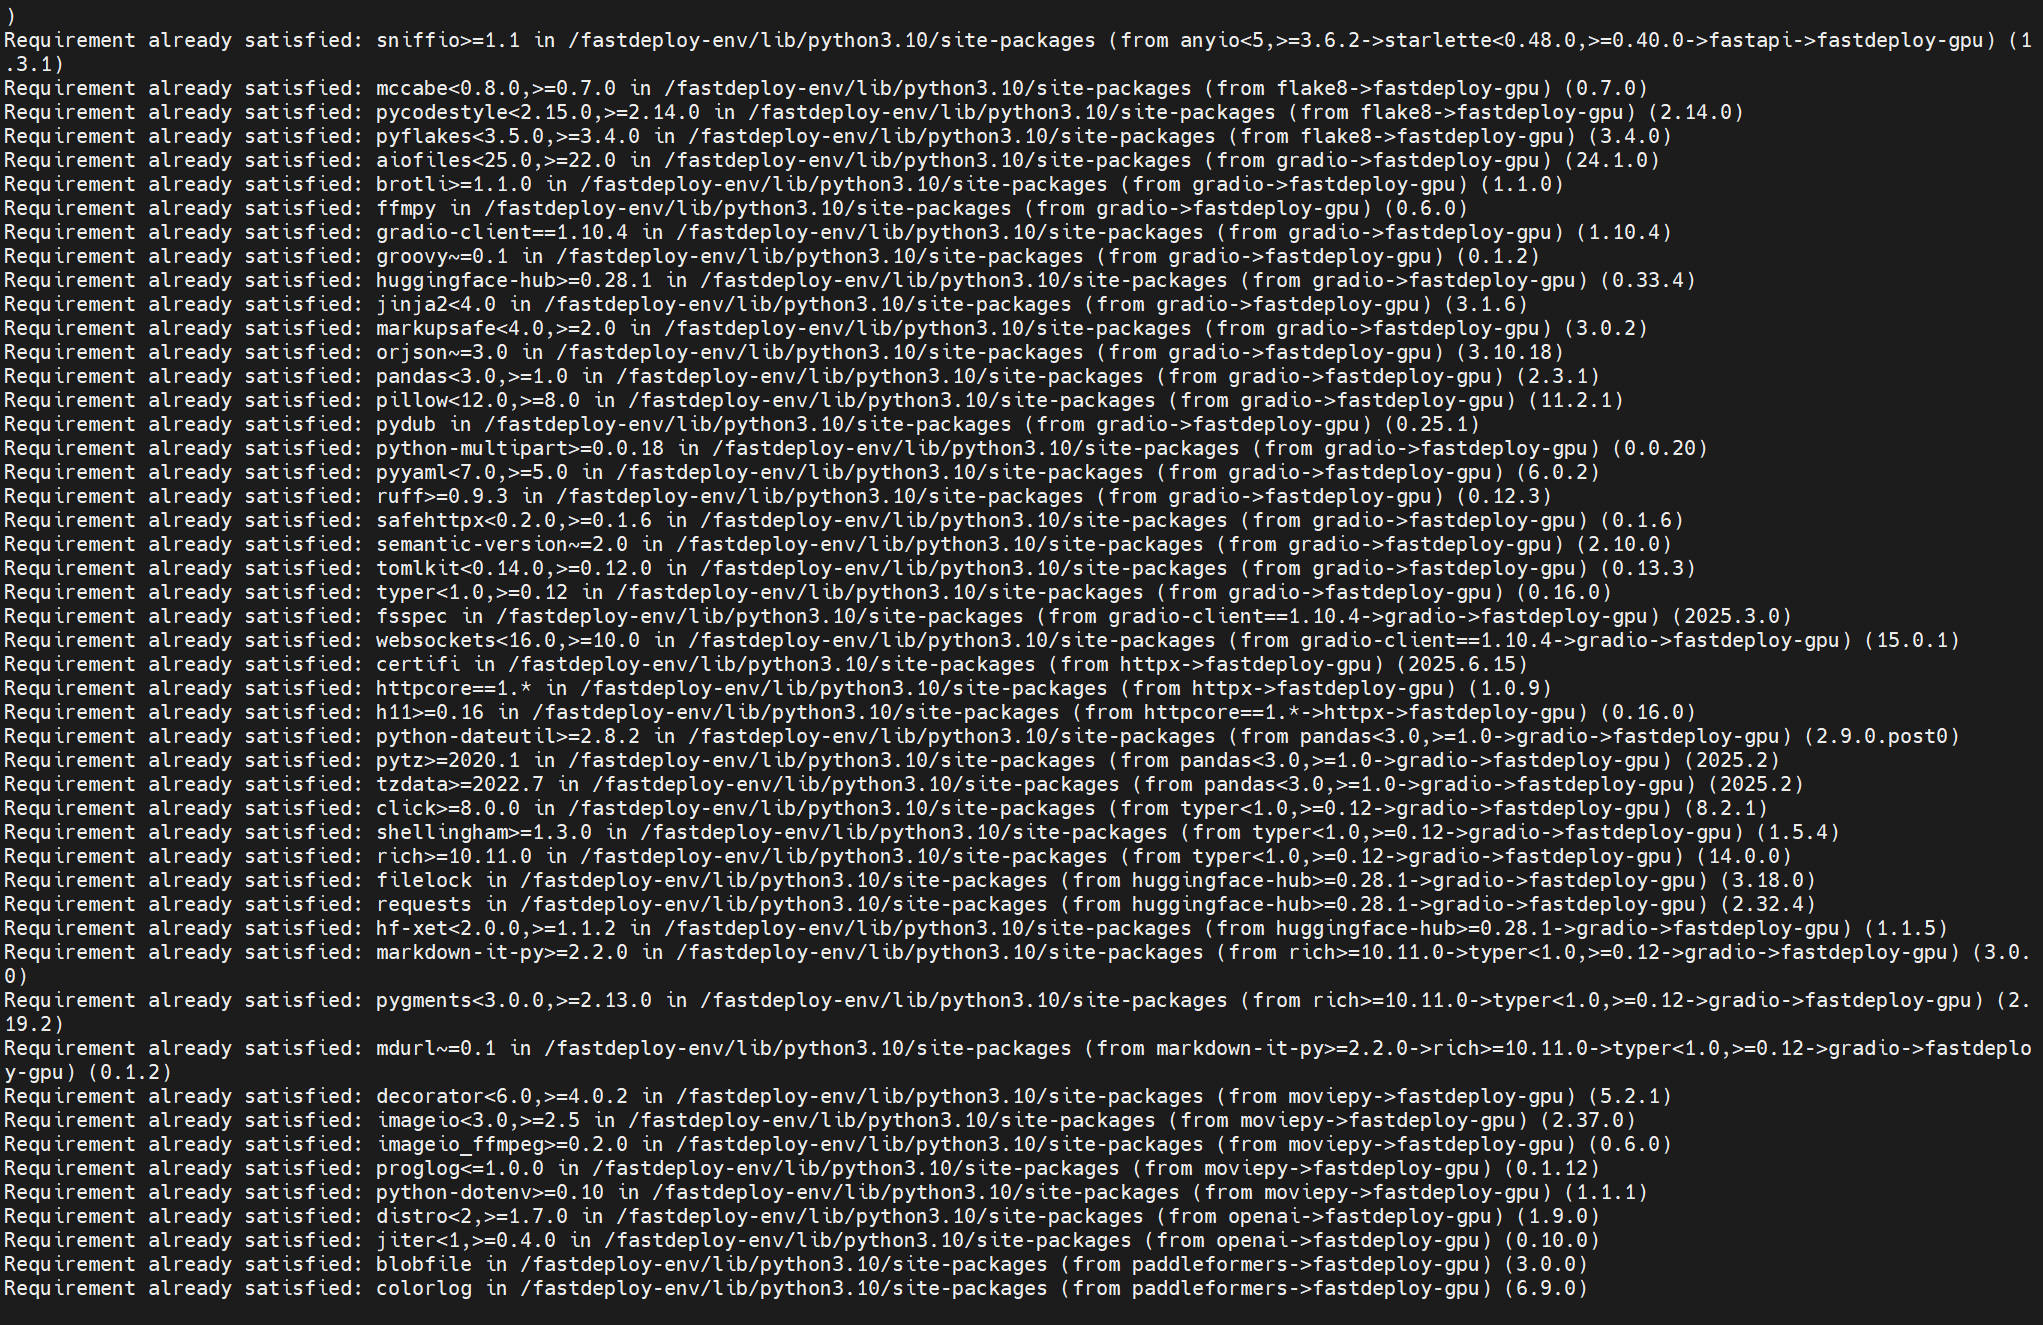 )
Requirement already satisfied: sniffio>=1.1 in /fastdeploy-env/lib/python3.10/site-packages (from anyio<5,>=3.6.2->starlette<0.48.0,>=0.40.0->fastapi->fastdeploy-gpu) (1
.3.1)
Requirement already satisfied: mccabe<0.8.0,>=0.7.0 in /fastdeploy-env/lib/python3.10/site-packages (from flake8->fastdeploy-gpu) (0.7.0)
Requirement already satisfied: pycodestyle<2.15.0,>=2.14.0 in /fastdeploy-env/lib/python3.10/site-packages (from flake8->fastdeploy-gpu) (2.14.0)
Requirement already satisfied: pyflakes<3.5.0,>=3.4.0 in /fastdeploy-env/lib/python3.10/site-packages (from flake8->fastdeploy-gpu) (3.4.0)
Requirement already satisfied: aiofiles<25.0,>=22.0 in /fastdeploy-env/lib/python3.10/site-packages (from gradio->fastdeploy-gpu) (24.1.0)
Requirement already satisfied: brotli>=1.1.0 in /fastdeploy-env/lib/python3.10/site-packages (from gradio->fastdeploy-gpu) (1.1.0)
Requirement already satisfied: ffmpy in /fastdeploy-env/lib/python3.10/site-packages (from gradio->fastdeploy-gpu) (0.6.0)
Requirement already satisfied: gradio-client==1.10.4 in /fastdeploy-env/lib/python3.10/site-packages (from gradio->fastdeploy-gpu) (1.10.4)
Requirement already satisfied: groovy~=0.1 in /fastdeploy-env/lib/python3.10/site-packages (from gradio->fastdeploy-gpu) (0.1.2)
Requirement already satisfied: huggingface-hub>=0.28.1 in /fastdeploy-env/lib/python3.10/site-packages (from gradio->fastdeploy-gpu) (0.33.4)
Requirement already satisfied: jinja2<4.0 in /fastdeploy-env/lib/python3.10/site-packages (from gradio->fastdeploy-gpu) (3.1.6)
Requirement already satisfied: markupsafe<4.0,>=2.0 in /fastdeploy-env/lib/python3.10/site-packages (from gradio->fastdeploy-gpu) (3.0.2)
Requirement already satisfied: orjson~=3.0 in /fastdeploy-env/lib/python3.10/site-packages (from gradio->fastdeploy-gpu) (3.10.18)
Requirement already satisfied: pandas<3.0,>=1.0 in /fastdeploy-env/lib/python3.10/site-packages (from gradio->fastdeploy-gpu) (2.3.1)
Requirement already satisfied: pillow<12.0,>=8.0 in /fastdeploy-env/lib/python3.10/site-packages (from gradio->fastdeploy-gpu) (11.2.1)
Requirement already satisfied: pydub in /fastdeploy-env/lib/python3.10/site-packages (from gradio->fastdeploy-gpu) (0.25.1)
Requirement already satisfied: python-multipart>=0.0.18 in /fastdeploy-env/lib/python3.10/site-packages (from gradio->fastdeploy-gpu) (0.0.20)
Requirement already satisfied: pyyaml<7.0,>=5.0 in /fastdeploy-env/lib/python3.10/site-packages (from gradio->fastdeploy-gpu) (6.0.2)
Requirement already satisfied: ruff>=0.9.3 in /fastdeploy-env/lib/python3.10/site-packages (from gradio->fastdeploy-gpu) (0.12.3)
Requirement already satisfied: safehttpx<0.2.0,>=0.1.6 in /fastdeploy-env/lib/python3.10/site-packages (from gradio->fastdeploy-gpu) (0.1.6)
Requirement already satisfied: semantic-version~=2.0 in /fastdeploy-env/lib/python3.10/site-packages (from gradio->fastdeploy-gpu) (2.10.0)
Requirement already satisfied: tomlkit<0.14.0,>=0.12.0 in /fastdeploy-env/lib/python3.10/site-packages (from gradio->fastdeploy-gpu) (0.13.3)
Requirement already satisfied: typer<1.0,>=0.12 in /fastdeploy-env/lib/python3.10/site-packages (from gradio->fastdeploy-gpu) (0.16.0)
Requirement already satisfied: fsspec in /fastdeploy-env/lib/python3.10/site-packages (from gradio-client==1.10.4->gradio->fastdeploy-gpu) (2025.3.0)
Requirement already satisfied: websockets<16.0,>=10.0 in /fastdeploy-env/lib/python3.10/site-packages (from gradio-client==1.10.4->gradio->fastdeploy-gpu) (15.0.1)
Requirement already satisfied: certifi in /fastdeploy-env/lib/python3.10/site-packages (from httpx->fastdeploy-gpu) (2025.6.15)
Requirement already satisfied: httpcore==1.* in /fastdeploy-env/lib/python3.10/site-packages (from httpx->fastdeploy-gpu) (1.0.9)
Requirement already satisfied: h11>=0.16 in /fastdeploy-env/lib/python3.10/site-packages (from httpcore==1.*->httpx->fastdeploy-gpu) (0.16.0)
Requirement already satisfied: python-dateutil>=2.8.2 in /fastdeploy-env/lib/python3.10/site-packages (from pandas<3.0,>=1.0->gradio->fastdeploy-gpu) (2.9.0.post0)
Requirement already satisfied: pytz>=2020.1 in /fastdeploy-env/lib/python3.10/site-packages (from pandas<3.0,>=1.0->gradio->fastdeploy-gpu) (2025.2)
Requirement already satisfied: tzdata>=2022.7 in /fastdeploy-env/lib/python3.10/site-packages (from pandas<3.0,>=1.0->gradio->fastdeploy-gpu) (2025.2)
Requirement already satisfied: click>=8.0.0 in /fastdeploy-env/lib/python3.10/site-packages (from typer<1.0,>=0.12->gradio->fastdeploy-gpu) (8.2.1)
Requirement already satisfied: shellingham>=1.3.0 in /fastdeploy-env/lib/python3.10/site-packages (from typer<1.0,>=0.12->gradio->fastdeploy-gpu) (1.5.4)
Requirement already satisfied: rich>=10.11.0 in /fastdeploy-env/lib/python3.10/site-packages (from typer<1.0,>=0.12->gradio->fastdeploy-gpu) (14.0.0)
Requirement already satisfied: filelock in /fastdeploy-env/lib/python3.10/site-packages (from huggingface-hub>=0.28.1->gradio->fastdeploy-gpu) (3.18.0)
Requirement already satisfied: requests in /fastdeploy-env/lib/python3.10/site-packages (from huggingface-hub>=0.28.1->gradio->fastdeploy-gpu) (2.32.4)
Requirement already satisfied: hf-xet<2.0.0,>=1.1.2 in /fastdeploy-env/lib/python3.10/site-packages (from huggingface-hub>=0.28.1->gradio->fastdeploy-gpu) (1.1.5)
Requirement already satisfied: markdown-it-py>=2.2.0 in /fastdeploy-env/lib/python3.10/site-packages (from rich>=10.11.0->typer<1.0,>=0.12->gradio->fastdeploy-gpu) (3.0.
0)
Requirement already satisfied: pygments<3.0.0,>=2.13.0 in /fastdeploy-env/lib/python3.10/site-packages (from rich>=10.11.0->typer<1.0,>=0.12->gradio->fastdeploy-gpu) (2.
19.2)
Requirement already satisfied: mdurl~=0.1 in /fastdeploy-env/lib/python3.10/site-packages (from markdown-it-py>=2.2.0->rich>=10.11.0->typer<1.0,>=0.12->gradio->fastdeplo
y-gpu) (0.1.2)
Requirement already satisfied: decorator<6.0,>=4.0.2 in /fastdeploy-env/lib/python3.10/site-packages (from moviepy->fastdeploy-gpu) (5.2.1)
Requirement already satisfied: imageio<3.0,>=2.5 in /fastdeploy-env/lib/python3.10/site-packages (from moviepy->fastdeploy-gpu) (2.37.0)
Requirement already satisfied: imageio_ffmpeg>=0.2.0 in /fastdeploy-env/lib/python3.10/site-packages (from moviepy->fastdeploy-gpu) (0.6.0)
Requirement already satisfied: proglog<=1.0.0 in /fastdeploy-env/lib/python3.10/site-packages (from moviepy->fastdeploy-gpu) (0.1.12)
Requirement already satisfied: python-dotenv>=0.10 in /fastdeploy-env/lib/python3.10/site-packages (from moviepy->fastdeploy-gpu) (1.1.1)
Requirement already satisfied: distro<2,>=1.7.0 in /fastdeploy-env/lib/python3.10/site-packages (from openai->fastdeploy-gpu) (1.9.0)
Requirement already satisfied: jiter<1,>=0.4.0 in /fastdeploy-env/lib/python3.10/site-packages (from openai->fastdeploy-gpu) (0.10.0)
Requirement already satisfied: blobfile in /fastdeploy-env/lib/python3.10/site-packages (from paddleformers->fastdeploy-gpu) (3.0.0)
Requirement already satisfied: colorlog in /fastdeploy-env/lib/python3.10/site-packages (from paddleformers->fastdeploy-gpu) (6.9.0)